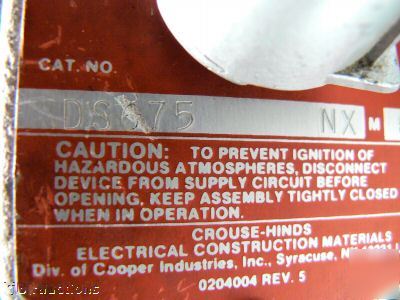 CAT. NO.
NX M
CAUTION: TO PREVENT IGNITION OF
HAZARDOUS ATMOSPHERES, DISCONNECT
DEVICE FROM SUPPLY CIRCUIT BEFORE
OPENING, KEEP ASSEMBLY TIGHTLY CLOSED
WHEN IN OPERATION.
CROUSE-HINDS
ELECTRICAL CONSTRUCTION MATERIALS
Div. of Cooper Industries, Inc., Syracuse,
0204004 REV. 5